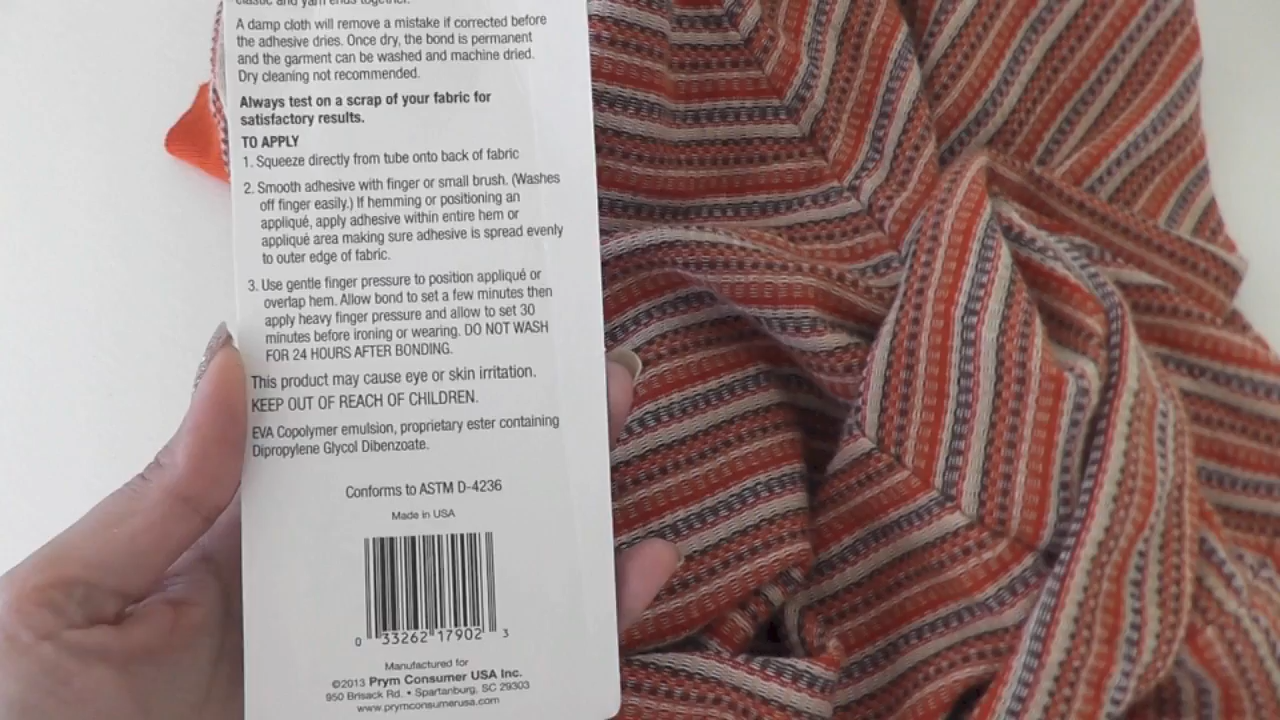 elastic and yarn ends together.
A damp cloth will remove a mistake if corrected before
the adhesive dries. Once dry, the bond is permanent
and the garment can be washed and machine dried.
Dry cleaning not recommended.
Always test on a scrap of your fabric for
satisfactory results.
TO APPLY
1. Squeeze directly from tube onto back of fabric
2. Smooth adhesive with finger or small brush. (Washes
off finger easily.) If hemming or positioning an
appliqué, apply adhesive within entire hem or
appliqué area making sure adhesive is spread evenly
to outer edge of fabric.
3. Use gentle finger pressure to position appliqué or
overlap hem. Allow bond to set a few minutes then
apply heavy finger pressure and allow to set 30
minutes before ironing or wearing. DO NOT WASH
FOR 24 HOURS AFTER BONDING.
This product may cause eye or skin irritation.
KEEP OUT OF REACH OF CHILDREN.
EVA Copolymer emulsion, proprietary ester containing
Dipropylene Glycol Dibenzoate.
Conforms to ASTM D-4236
Made in USA
0 33262 17902 3
Manufactured for
©2013 Prym Consumer USA Inc.
950 Brisack Rd. • Spartanburg, SC 29303
www.prymconsumerusa.com